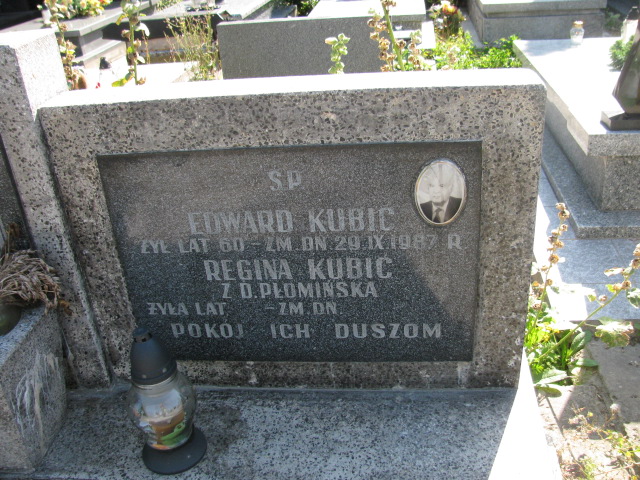 ŚP
EDWARD KUBIC
ŻYŁ LAT 60 - ZM. DN. 29.IX.1987 R
REGINA KUBIC
Z D. PŁOMIŃSKA
ŻYŁA LAT - ZM. DN.
POKÓJ ICH DUSZOM